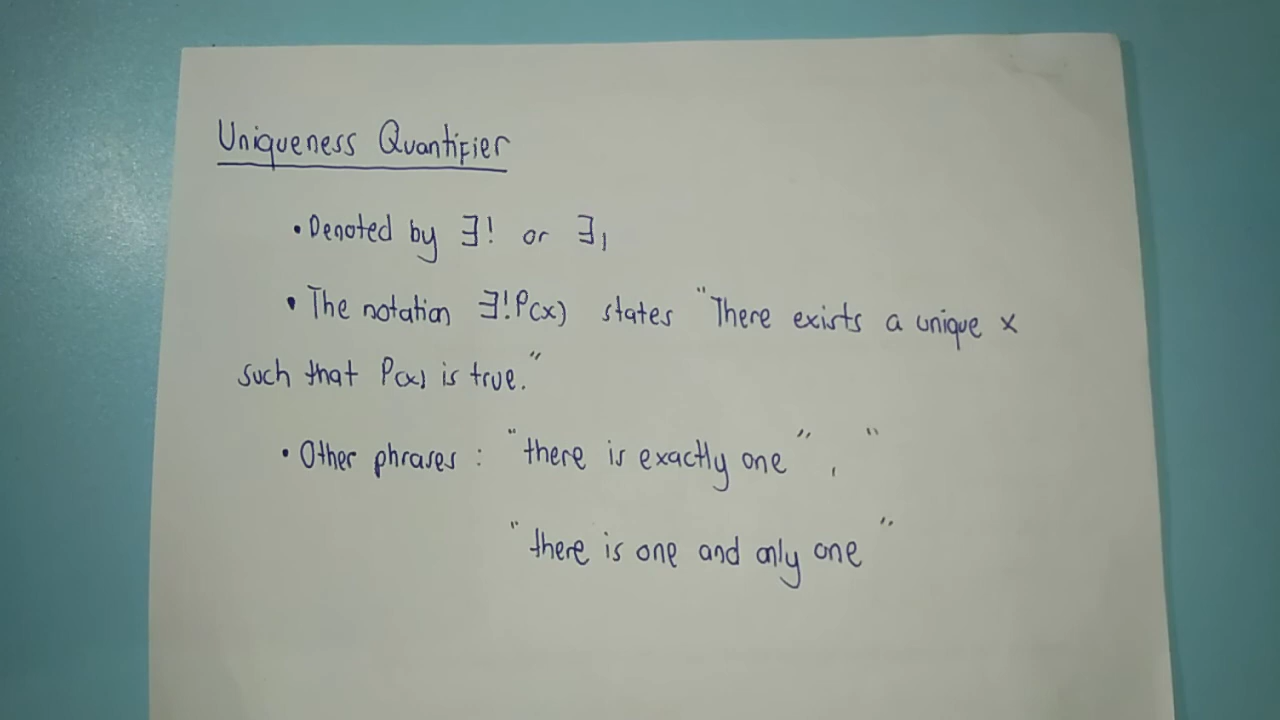 Uniqueness Quantifier
• Denoted by ∃! or ∃₁
• The notation ∃!P(x) states "There exists a unique x
such that P(x) is true."
• Other phrases : "there is exactly one" , "
"there is one and only one"